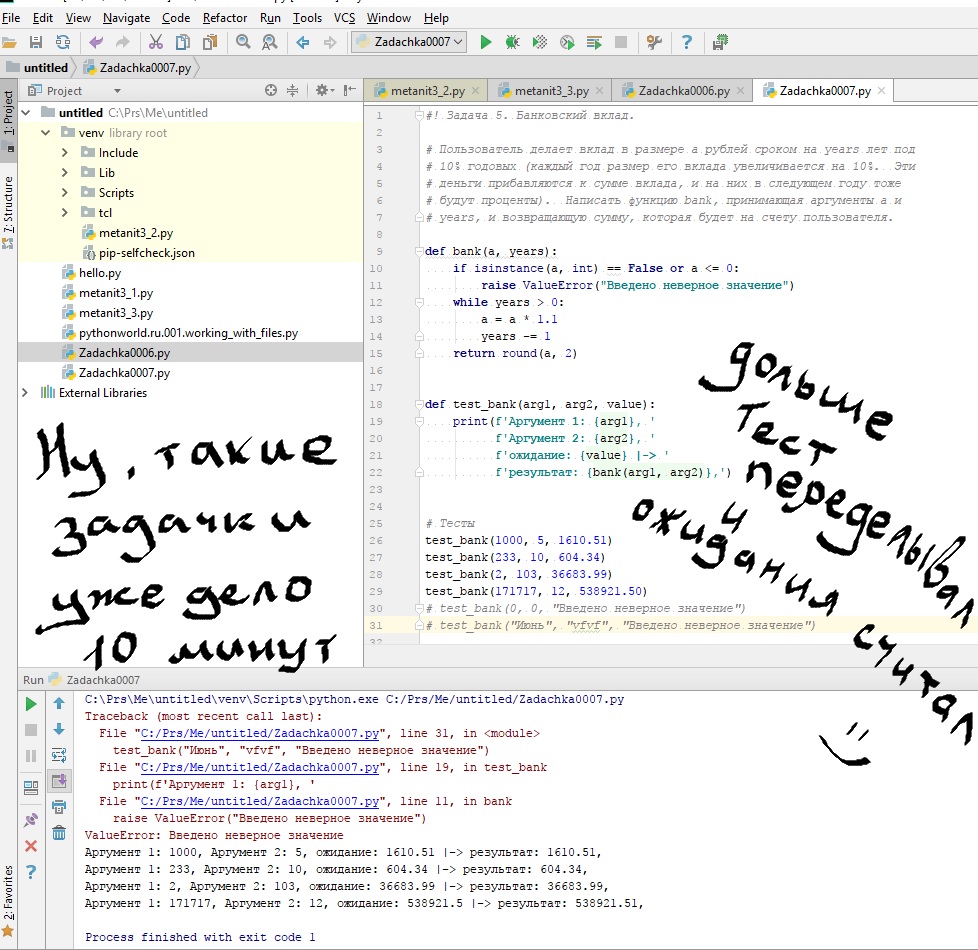 File Edit View Navigate Code Refactor Run Tools VCS Window Help
Zadachka0007
untitled Zadachka0007.py
Project
metanit3_2.py metanit3_3.py Zadachka0006.py Zadachka0007.py
1: Project
7: Structure
untitled C:\Prs\Me\untitled
venv library root
Include
Lib
Scripts
tcl
metanit3_2.py
pip-selfcheck.json
hello.py
metanit3_1.py
metanit3_3.py
pythonworld.ru.001.working_with_files.py
Zadachka0006.py
Zadachka0007.py
External Libraries
1 #! Задача 5. Банковский вклад.
2
3 # Пользователь делает вклад в размере a рублей сроком на years лет под
4 # 10% годовых (каждый год размер его вклада увеличивается на 10%. Эти
5 # деньги прибавляются к сумме вклада, и на них в следующем году тоже
6 # будут проценты). Написать функцию bank, принимающая аргументы a и
7 # years, и возвращающую сумму, которая будет на счету пользователя.
8
9 def bank(a, years):
10 if isinstance(a, int) == False or a <= 0:
11 raise ValueError("Введено неверное значение")
12 while years > 0:
13 a = a * 1.1
14 years -= 1
15 return round(a, 2)
16
17
18 def test_bank(arg1, arg2, value):
19 print(f'Аргумент 1: {arg1}, '
20 f'Аргумент 2: {arg2}, '
21 f'ожидание: {value} |-> '
22 f'результат: {bank(arg1, arg2)},')
23
24
25 # Тесты
26 test_bank(1000, 5, 1610.51)
27 test_bank(233, 10, 604.34)
28 test_bank(2, 103, 36683.99)
29 test_bank(171717, 12, 538921.50)
30 # test_bank(0, 0, "Введено неверное значение")
31 # test_bank("Июнь", "vfvf", "Введено неверное значение")
32
Ну, такие
задачки
уже дело
10 минут
дольше
Тест
переделывал
и
ожидания
считал
Run Zadachka0007
C:\Prs\Me\untitled\venv\Scripts\python.exe C:/Prs/Me/untitled/Zadachka0007.py
Traceback (most recent call last):
File "C:/Prs/Me/untitled/Zadachka0007.py", line 31, in <module>
test_bank("Июнь", "vfvf", "Введено неверное значение")
File "C:/Prs/Me/untitled/Zadachka0007.py", line 19, in test_bank
print(f'Аргумент 1: {arg1}, '
File "C:/Prs/Me/untitled/Zadachka0007.py", line 11, in bank
raise ValueError("Введено неверное значение")
ValueError: Введено неверное значение
Аргумент 1: 1000, Аргумент 2: 5, ожидание: 1610.51 |-> результат: 1610.51,
Аргумент 1: 233, Аргумент 2: 10, ожидание: 604.34 |-> результат: 604.34,
Аргумент 1: 2, Аргумент 2: 103, ожидание: 36683.99 |-> результат: 36683.99,
Аргумент 1: 171717, Аргумент 2: 12, ожидание: 538921.5 |-> результат: 538921.51,
Process finished with exit code 1
2: Favorites